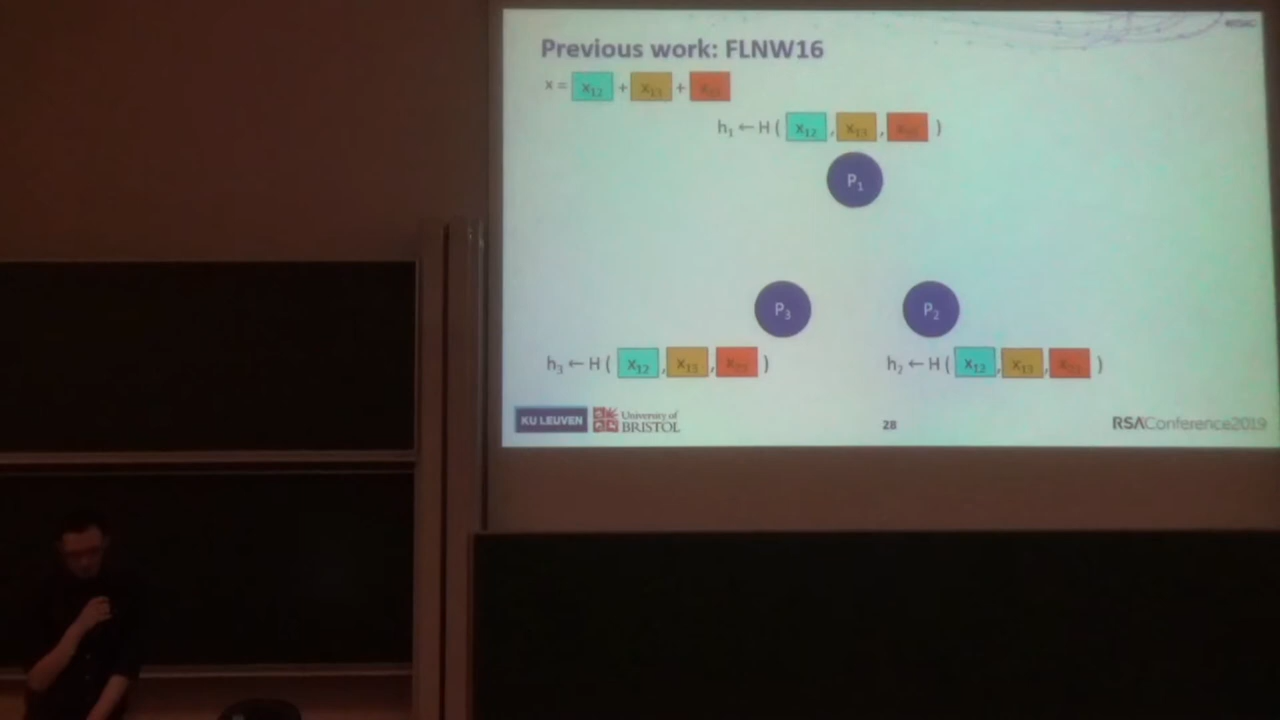 Previous work: FLNW16
x = x₁₂ + x₁₃ + x₂₃
h₁ ← H ( x₁₂ , x₁₃ , x₂₃ )
P₁
P₃ P₂
h₃ ← H ( x₁₂ , x₁₃ , x₂₃ ) h₂ ← H ( x₁₂ , x₁₃ , x₂₃ )
KU LEUVEN University of BRISTOL 28 RSAConference2019